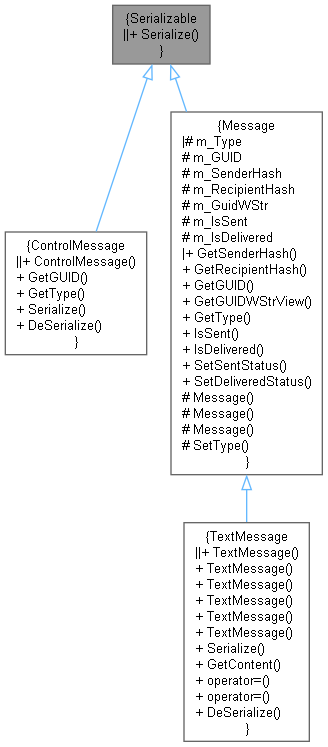 {Serializable
||+ Serialize()
}
{Message
|# m_Type
# m_GUID
# m_SenderHash
# m_RecipientHash
# m_GuidWStr
# m_IsSent
# m_IsDelivered
|+ GetSenderHash()
+ GetRecipientHash()
+ GetGUID()
+ GetGUIDWStrView()
+ GetType()
+ IsSent()
+ IsDelivered()
+ SetSentStatus()
+ SetDeliveredStatus()
# Message()
# Message()
# Message()
# SetType()
}
{ControlMessage
||+ ControlMessage()
+ GetGUID()
+ GetType()
+ Serialize()
+ DeSerialize()
}
{TextMessage
||+ TextMessage()
+ TextMessage()
+ TextMessage()
+ TextMessage()
+ TextMessage()
+ TextMessage()
+ Serialize()
+ GetContent()
+ operator=()
+ operator=()
+ DeSerialize()
}